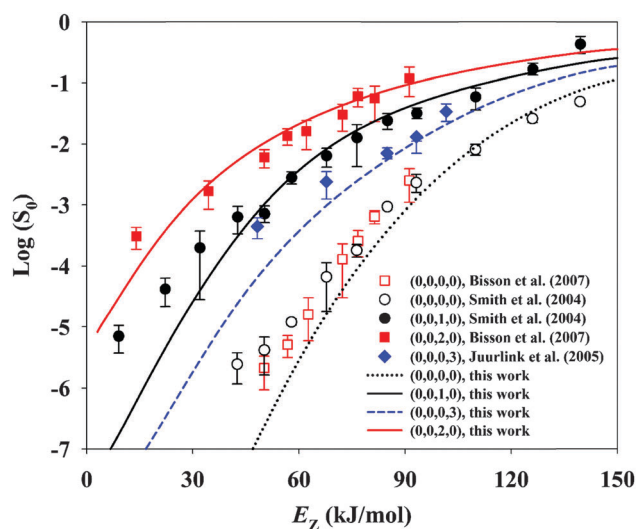 0
-1
-2
-3
-4
-5
-6
-7
Log (S0)
(0,0,0,0), Bisson et al. (2007)
(0,0,0,0), Smith et al. (2004)
(0,0,1,0), Smith et al. (2004)
(0,0,2,0), Bisson et al. (2007)
(0,0,0,3), Juurlink et al. (2005)
(0,0,0,0), this work
(0,0,1,0), this work
(0,0,0,3), this work
(0,0,2,0), this work
0 30 60 90 120 150
EZ (kJ/mol)